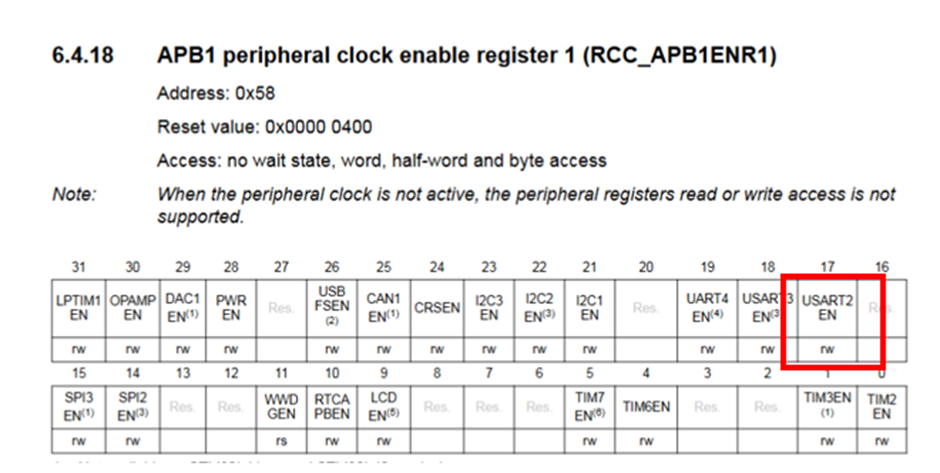 6.4.18 APB1 peripheral clock enable register 1 (RCC_APB1ENR1)
Address: 0x58
Reset value: 0x0000 0400
Access: no wait state, word, half-word and byte access
Note: When the peripheral clock is not active, the peripheral registers read or write access is not
supported.
31 30 29 28 27 26 25 24 23 22 21 20 19 18 17 16
LPTIM1 EN OPAMP EN DAC1 EN(1) PWR EN Res. USB FSEN (2) CAN1 EN(1) CRSEN I2C3 EN I2C2 EN(3) I2C1 EN Res. UART4 EN(4) USART3 EN(3 USART2 EN Res.
rw rw rw rw rw rw rw rw rw rw rw rw rw
15 14 13 12 11 10 9 8 7 6 5 4 3 2 1 0
SPI3 EN(1) SPI2 EN(3) Res. Res. WWD GEN RTCA PBEN LCD EN(5) Res. Res. Res. TIM7 EN(6) TIM6EN Res. Res. TIM3EN (1) TIM2 EN
rw rw rs rw rw rw rw rw rw